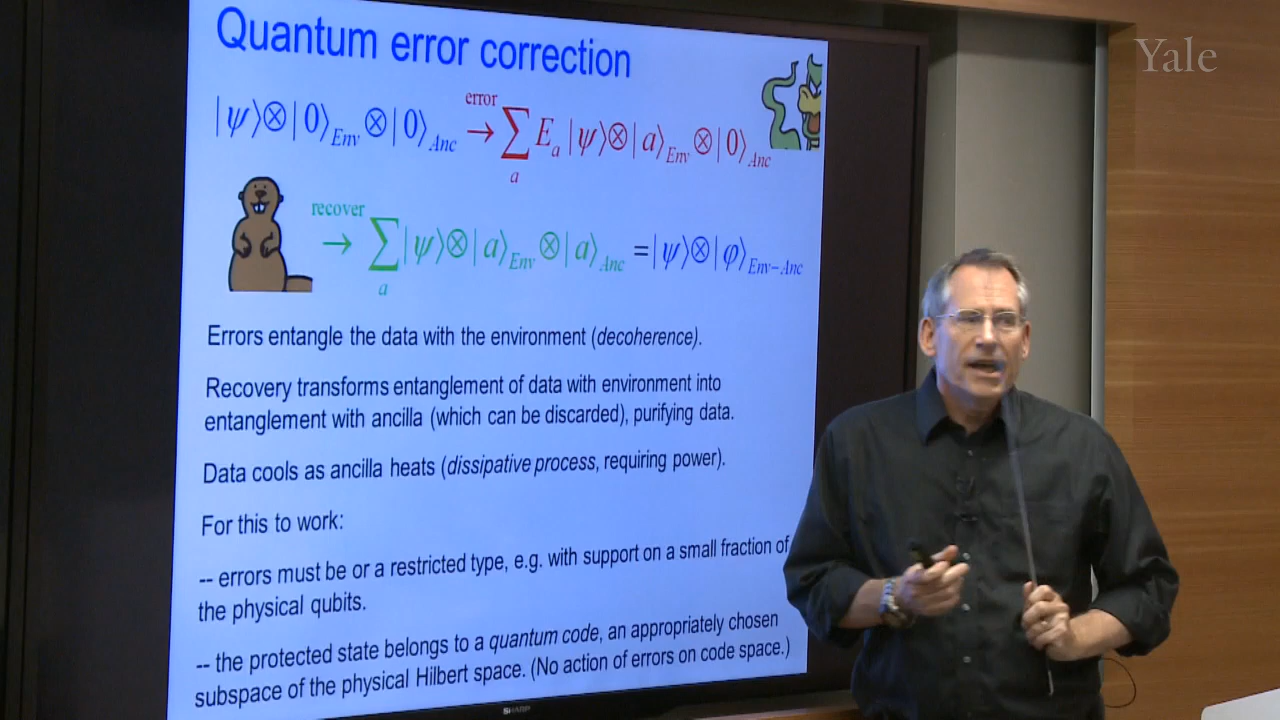 Quantum error correction
Yale
|ψ⟩⊗|0⟩_Env ⊗|0⟩_Anc error → ∑_a E_a |ψ⟩⊗|a⟩_Env ⊗|0⟩_Anc
recover → ∑_a |ψ⟩⊗|a⟩_Env ⊗|a⟩_Anc =|ψ⟩⊗|φ⟩_Env-Anc
Errors entangle the data with the environment (decoherence).
Recovery transforms entanglement of data with environment into
entanglement with ancilla (which can be discarded), purifying data.
Data cools as ancilla heats (dissipative process, requiring power).
For this to work:
-- errors must be or a restricted type, e.g. with support on a small fraction of
the physical qubits.
-- the protected state belongs to a quantum code, an appropriately chosen
subspace of the physical Hilbert space. (No action of errors on code space.)
SHARP